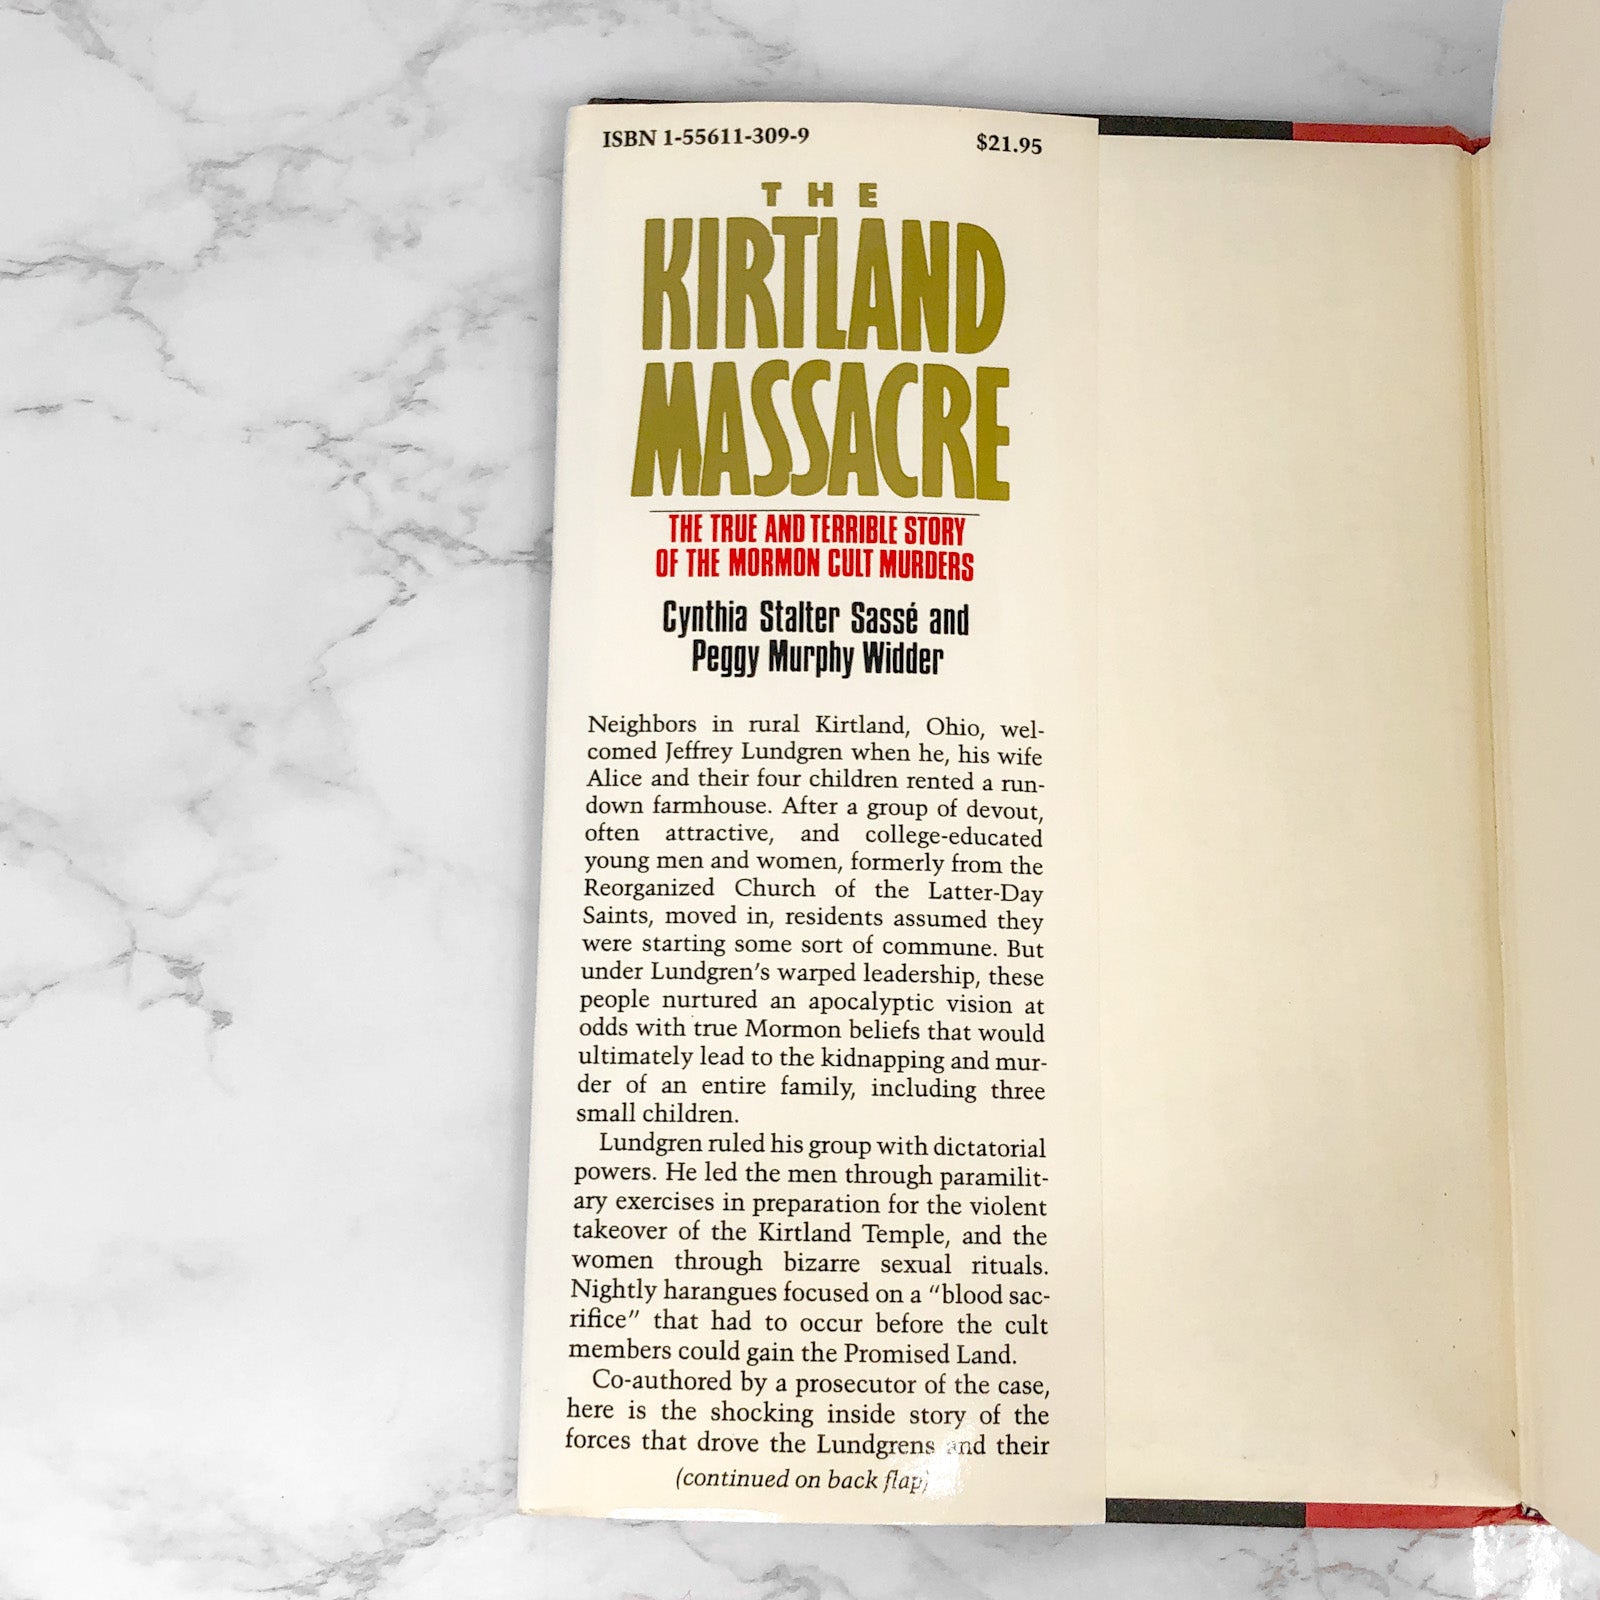 ISBN 1-55611-309-9
$21.95
THE
KIRTLAND
MASSACRE
THE TRUE AND TERRIBLE STORY
OF THE MORMON CULT MURDERS
Cynthia Stalter Sassé and
Peggy Murphy Widder
Neighbors in rural Kirtland, Ohio, wel-
comed Jeffrey Lundgren when he, his wife
Alice and their four children rented a run-
down farmhouse. After a group of devout,
often attractive, and college-educated
young men and women, formerly from the
Reorganized Church of the Latter-Day
Saints, moved in, residents assumed they
were starting some sort of commune. But
under Lundgren's warped leadership, these
people nurtured an apocalyptic vision at
odds with true Mormon beliefs that would
ultimately lead to the kidnapping and mur-
der of an entire family, including three
small children.
Lundgren ruled his group with dictatorial
powers. He led the men through paramilit-
ary exercises in preparation for the violent
takeover of the Kirtland Temple, and the
women through bizarre sexual rituals.
Nightly harangues focused on a "blood sac-
rifice" that had to occur before the cult
members could gain the Promised Land.
Co-authored by a prosecutor of the case,
here is the shocking inside story of the
forces that drove the Lundgrens and their
(continued on back flap)